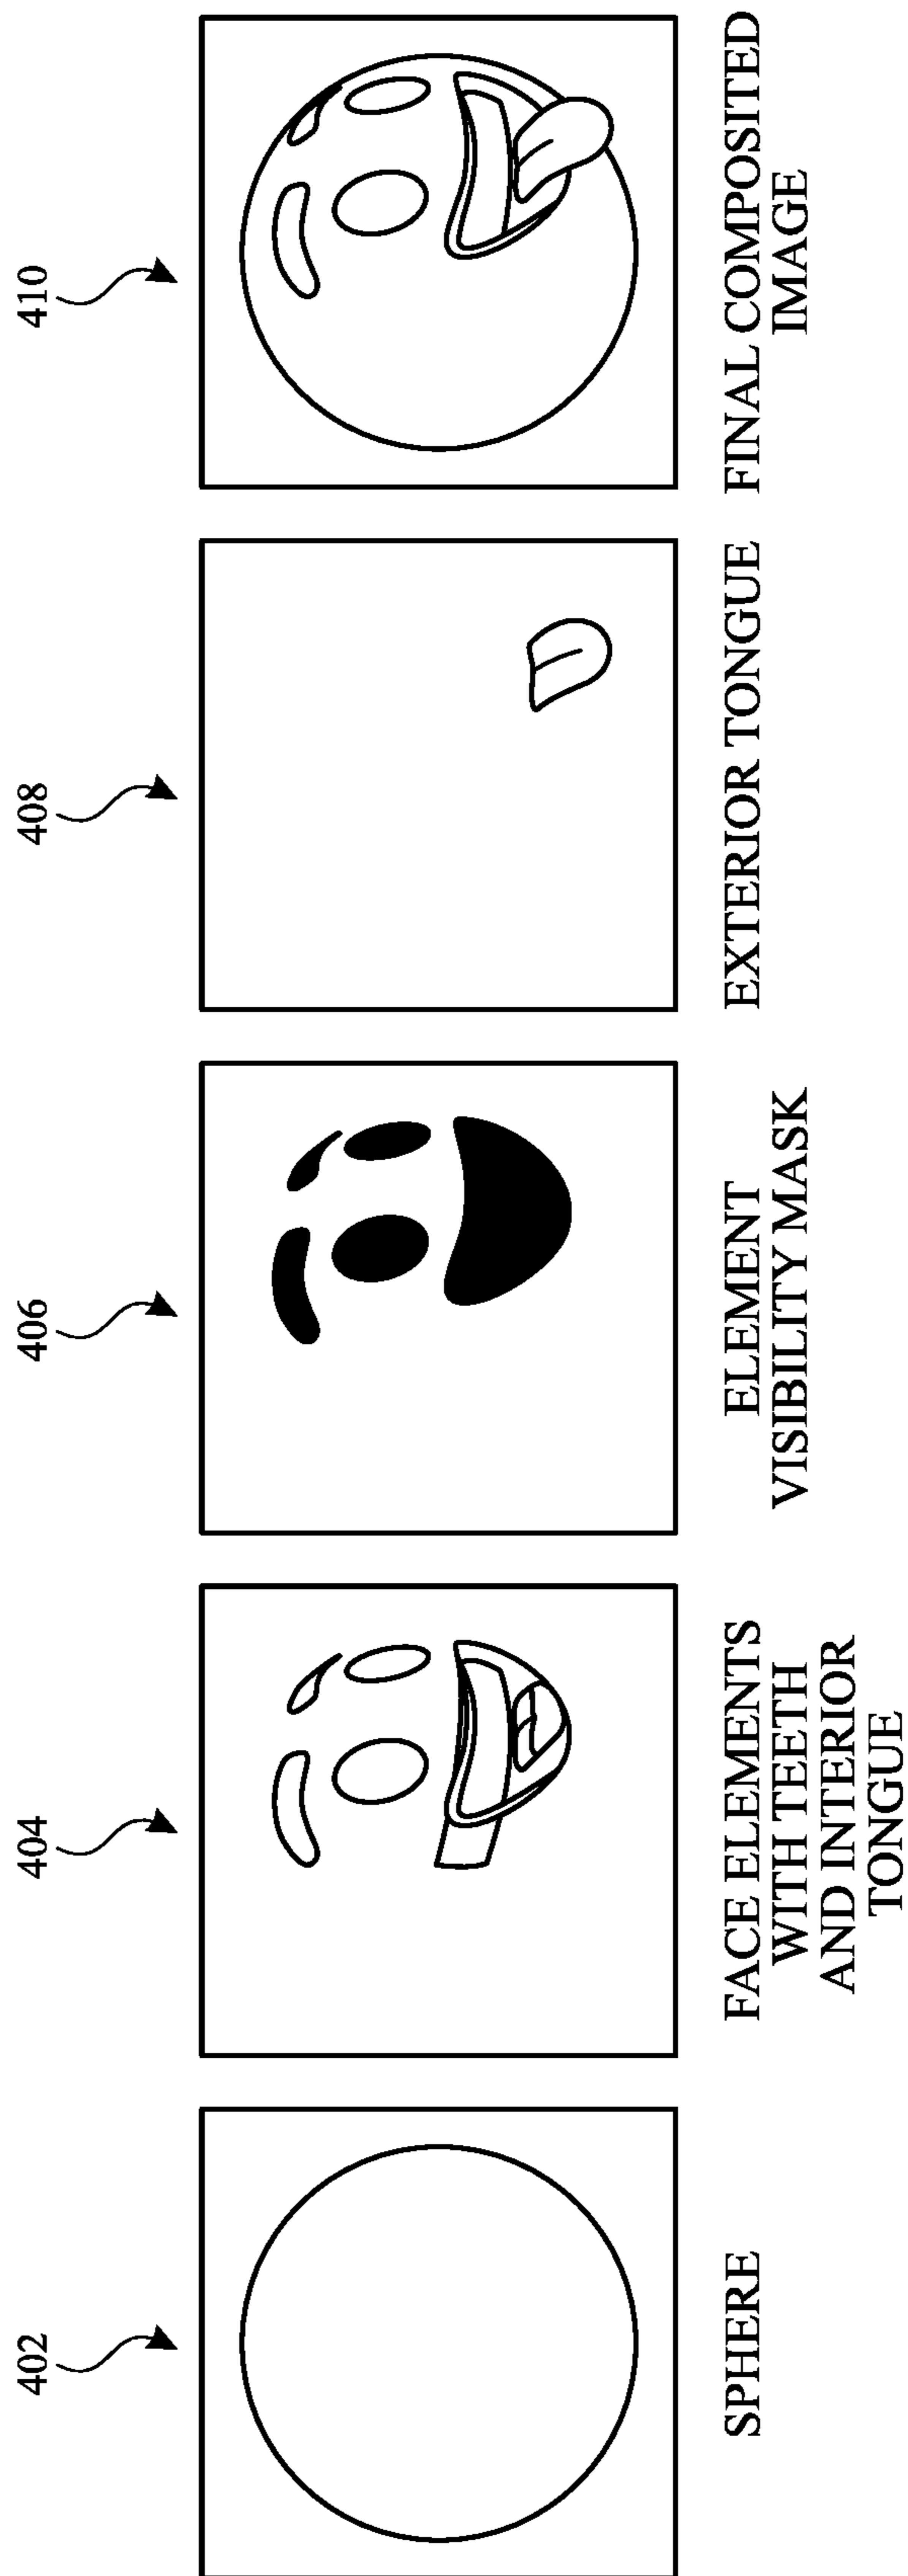 402
404
406
408
410
SPHERE
FACE ELEMENTS
WITH TEETH
AND INTERIOR
TONGUE
ELEMENT
VISIBILITY MASK
EXTERIOR TONGUE
FINAL COMPOSITED
IMAGE